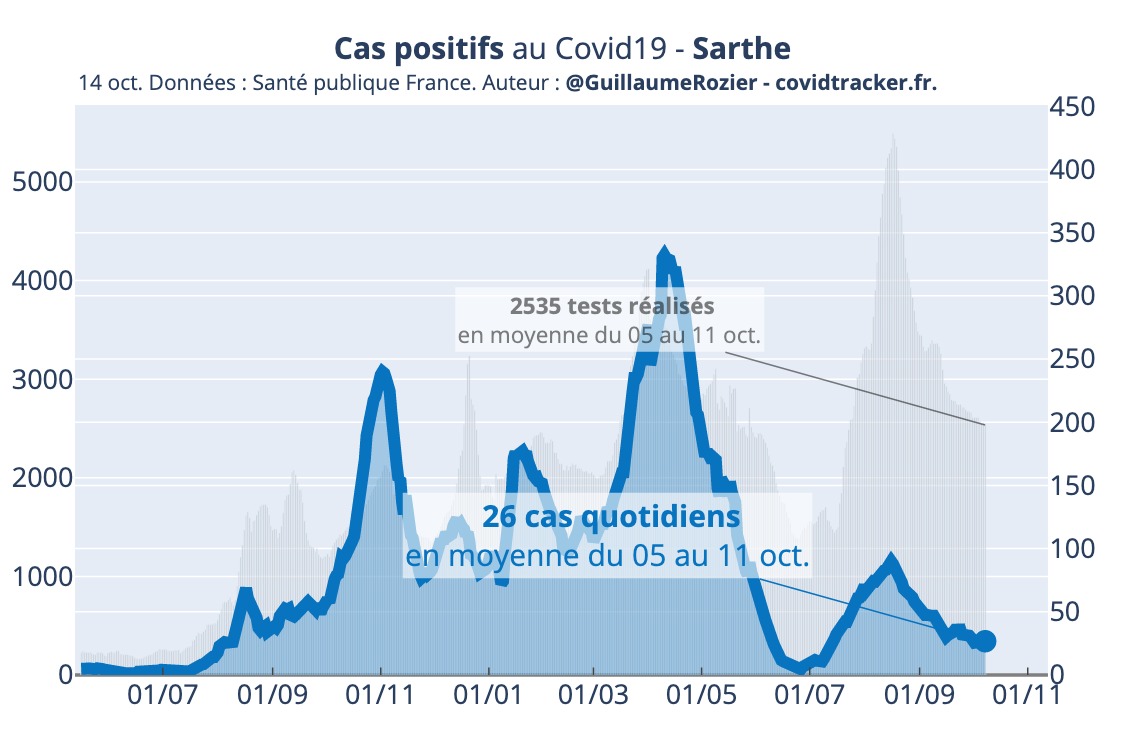 Cas positifs au Covid19 - Sarthe
14 oct. Données : Santé publique France. Auteur : @GuillaumeRozier - covidtracker.fr.
450
400
350
300
250
200
150
100
50
0
5000
4000
3000
2000
1000
0
2535 tests réalisés
en moyenne du 05 au 11 oct.
26 cas quotidiens
en moyenne du 05 au 11 oct.
01/07 01/09 01/11 01/01 01/03 01/05 01/07 01/09 01/11